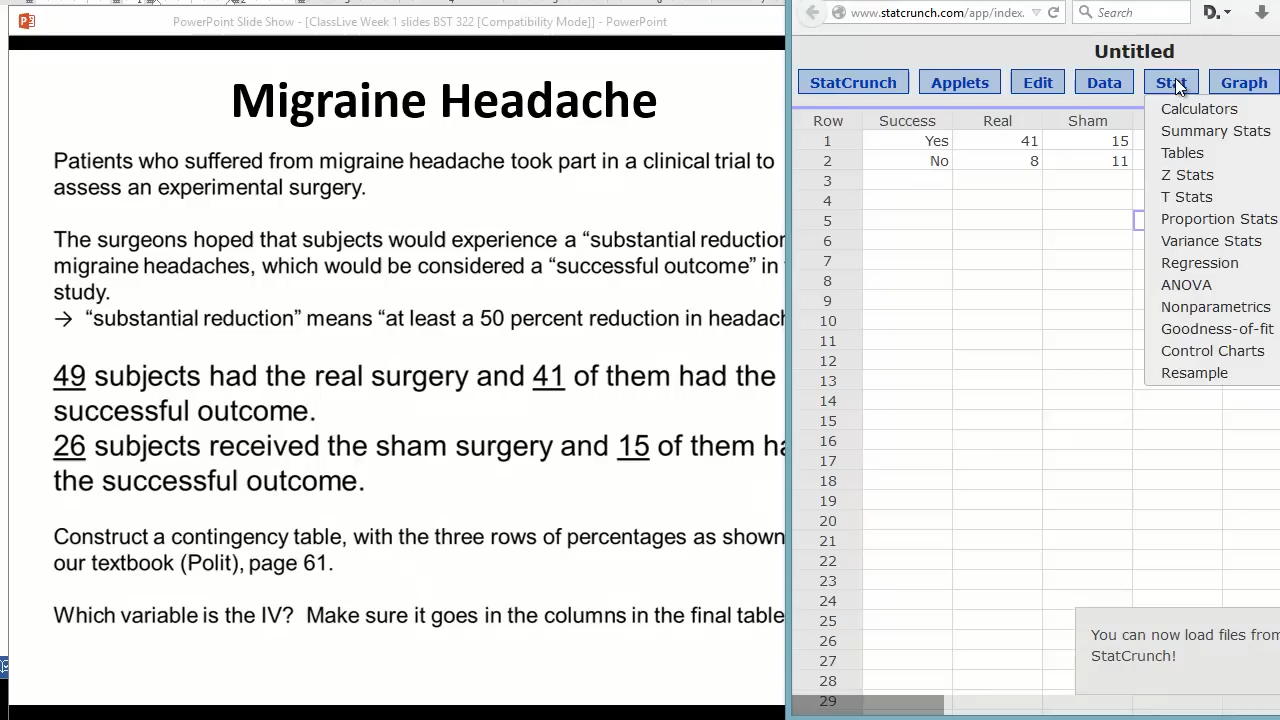 PowerPoint Slide Show - [ClassLive Week 1 slides BST 322 [Compatibility Mode]] - PowerPoint
Migraine Headache
Patients who suffered from migraine headache took part in a clinical trial to
assess an experimental surgery.
The surgeons hoped that subjects would experience a “substantial reduction
migraine headaches, which would be considered a “successful outcome” in
study.
→ “substantial reduction” means “at least a 50 percent reduction in headach
49 subjects had the real surgery and 41 of them had the
successful outcome.
26 subjects received the sham surgery and 15 of them ha
the successful outcome.
Construct a contingency table, with the three rows of percentages as shown
our textbook (Polit), page 61.
Which variable is the IV? Make sure it goes in the columns in the final table
www.statcrunch.com/app/index.
Search
D.
Untitled
StatCrunch Applets Edit Data Stat Graph
Row Success Real Sham
1 Yes 41 15
2 No 8 11
3
4
5
6
7
8
9
10
11
12
13
14
15
16
17
18
19
20
21
22
23
24
25
26
27
28
29
Calculators
Summary Stats
Tables
Z Stats
T Stats
Proportion Stats
Variance Stats
Regression
ANOVA
Nonparametrics
Goodness-of-fit
Control Charts
Resample
You can now load files from
StatCrunch!